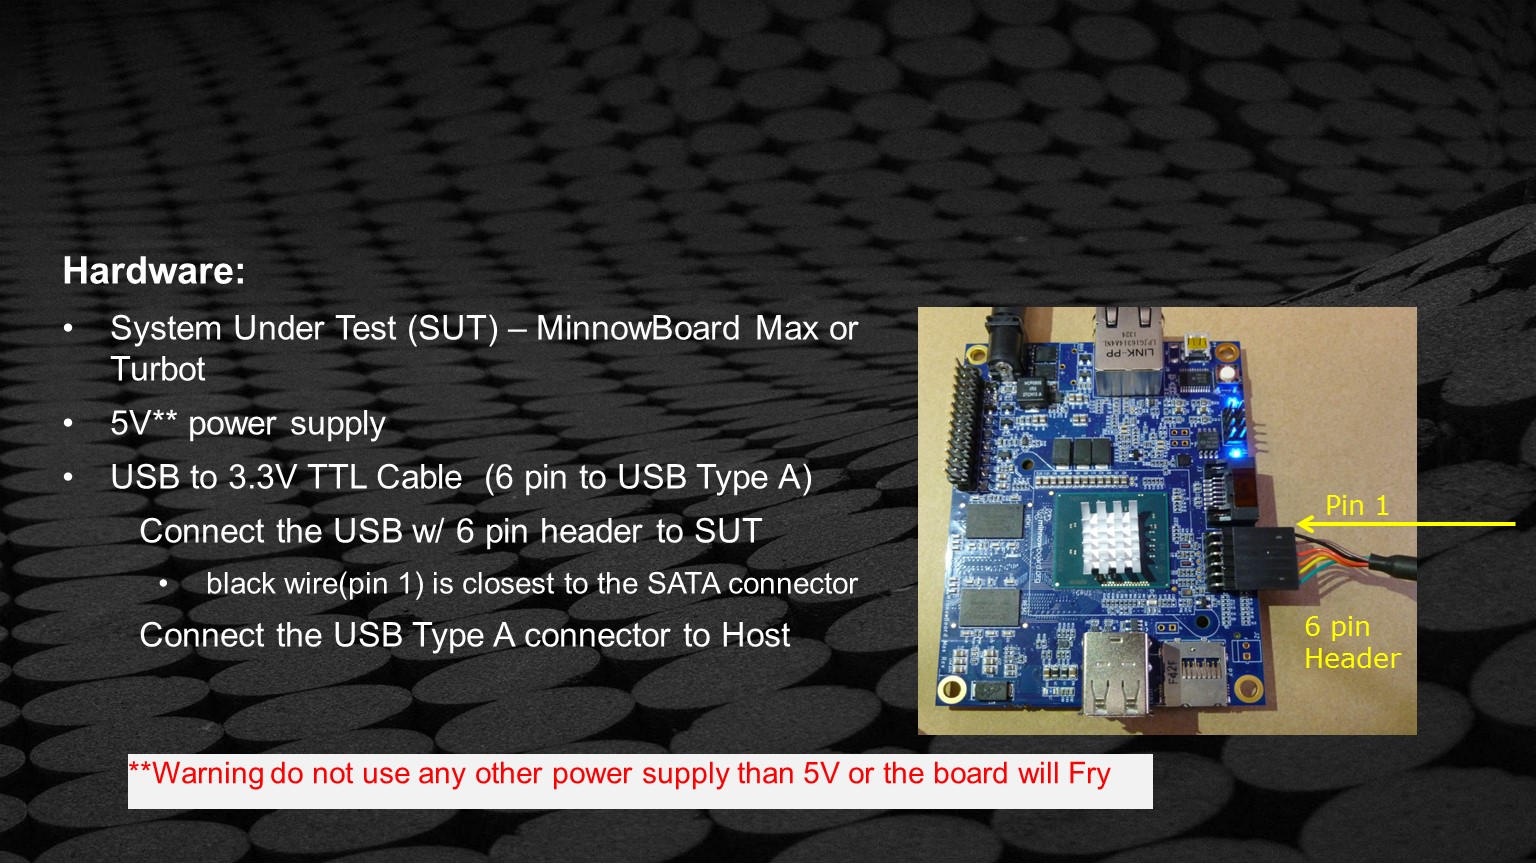 Hardware:
• System Under Test (SUT) – MinnowBoard Max or
Turbot
• 5V** power supply
• USB to 3.3V TTL Cable (6 pin to USB Type A)
Connect the USB w/ 6 pin header to SUT
• black wire(pin 1) is closest to the SATA connector
Connect the USB Type A connector to Host
LINK-PP
Pin 1
6 pin
Header
F42F
**Warning do not use any other power supply than 5V or the board will Fry